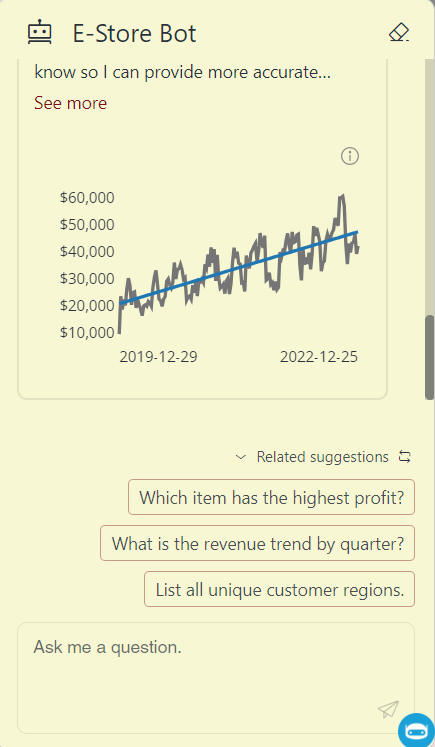 E-Store Bot
know so I can provide more accurate...
See more
$60,000
$50,000
$40,000
$30,000
$20,000
$10,000
2019-12-29 2022-12-25
Related suggestions
Which item has the highest profit?
What is the revenue trend by quarter?
List all unique customer regions.
Ask me a question.